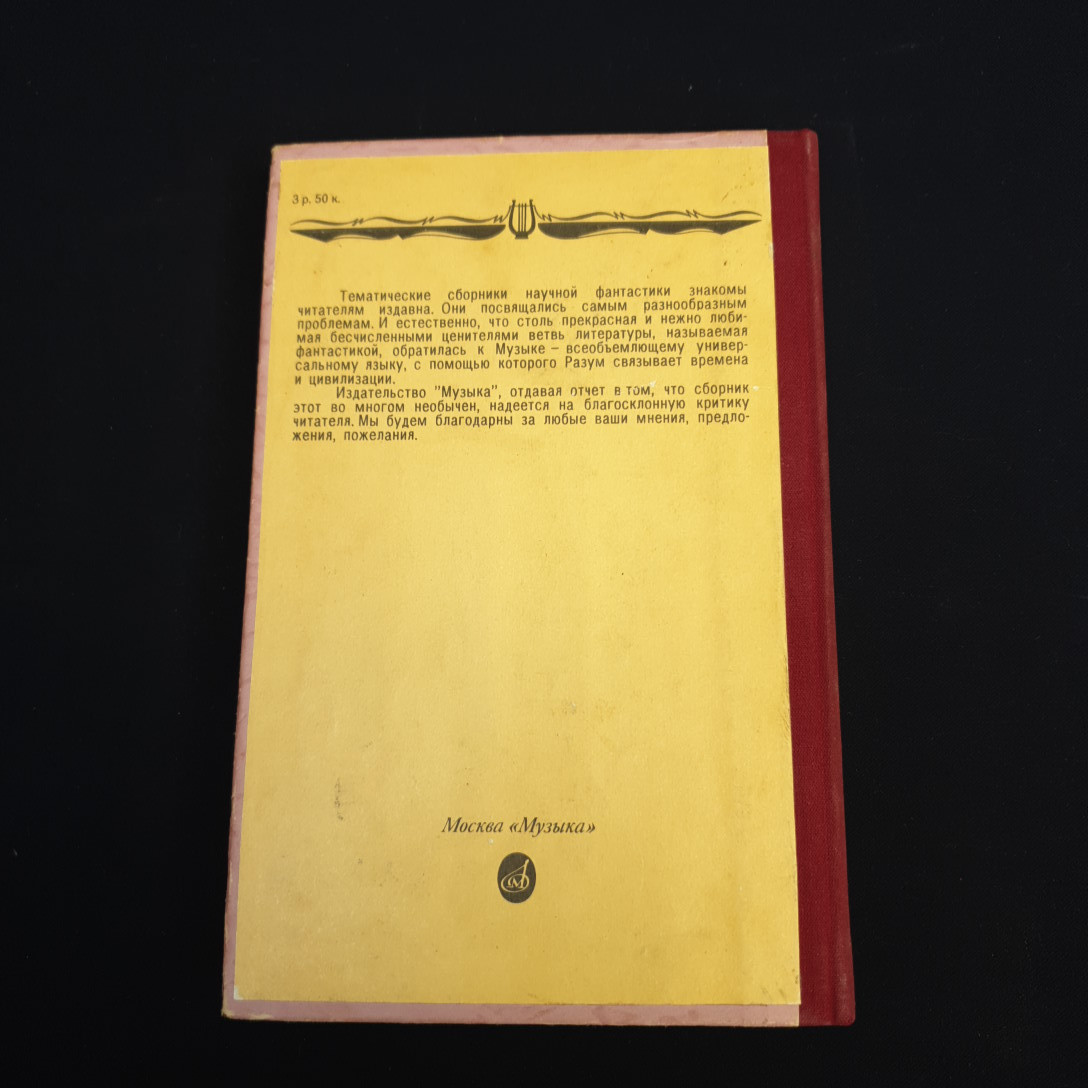 3 р. 50 к.
Тематические сборники научной фантастики знакомы
читателям издавна. Они посвящались самым разнообразным
проблемам. И естественно, что столь прекрасная и нежно люби-
мая бесчисленными ценителями ветвь литературы, называемая
фантастикой, обратилась к Музыке – всеобъемлющему универ-
сальному языку, с помощью которого Разум связывает времена
и цивилизации.
Издательство "Музыка", отдавая отчет в том, что сборник
этот во многом необычен, надеется на благосклонную критику
читателя. Мы будем благодарны за любые ваши мнения, предло-
жения, пожелания.
Москва «Музыка»
М